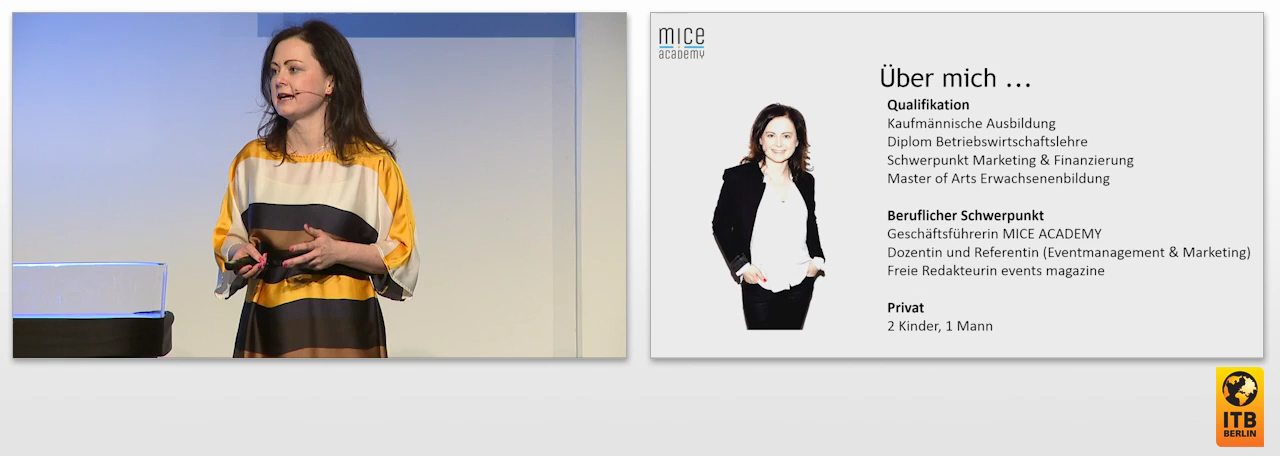 mice
academy
Über mich ...
Qualifikation
Kaufmännische Ausbildung
Diplom Betriebswirtschaftslehre
Schwerpunkt Marketing & Finanzierung
Master of Arts Erwachsenenbildung
Beruflicher Schwerpunkt
Geschäftsführerin MICE ACADEMY
Dozentin und Referentin (Eventmanagement & Marketing)
Freie Redakteurin events magazine
Privat
2 Kinder, 1 Mann
ITB
BERLIN